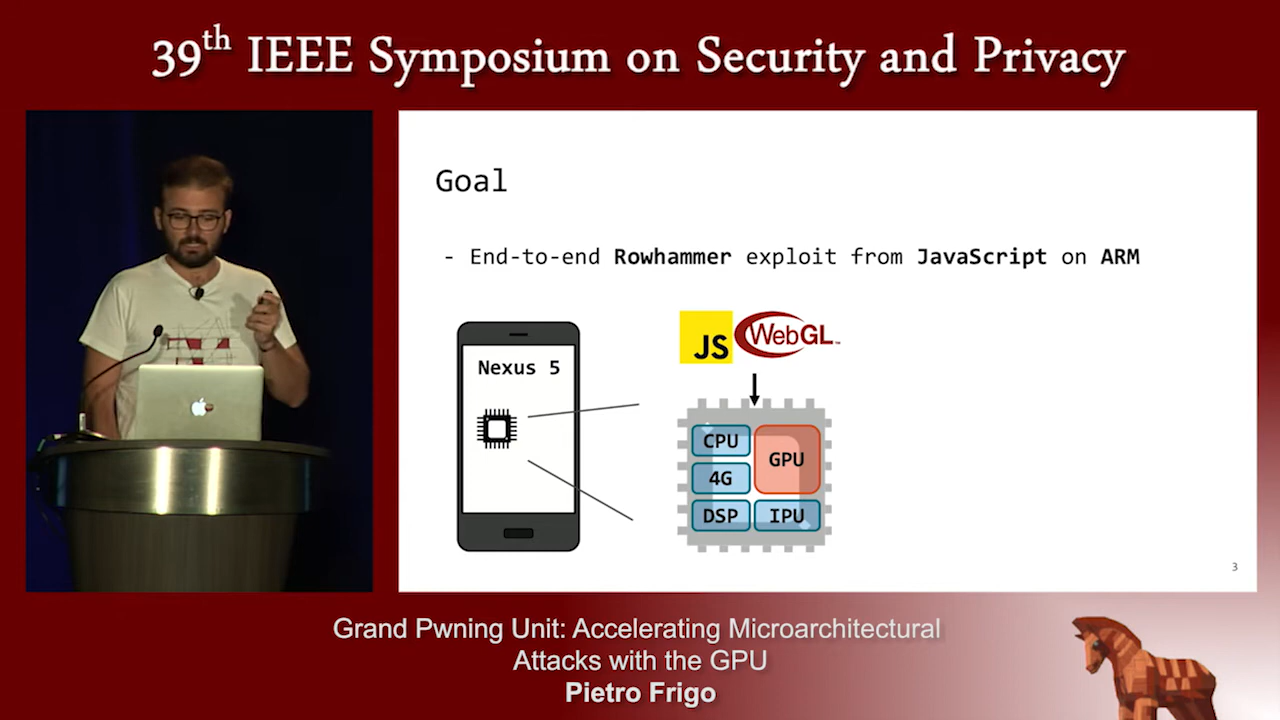 39th IEEE Symposium on Security and Privacy
Goal
- End-to-end Rowhammer exploit from JavaScript on ARM
JS WebGL™
Nexus 5
CPU
GPU
4G
DSP
IPU
3
Grand Pwning Unit: Accelerating Microarchitectural
Attacks with the GPU
Pietro Frigo